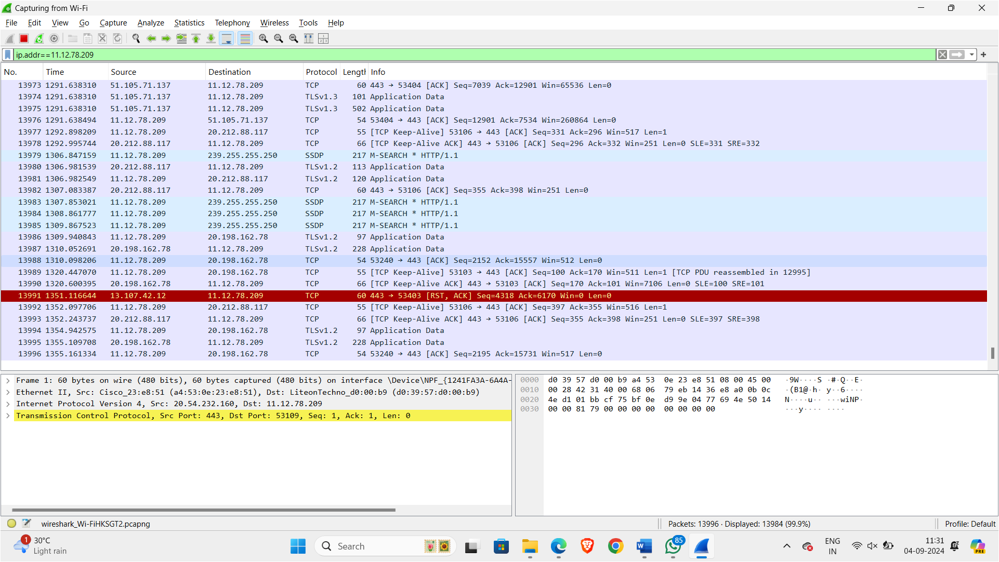 Capturing from Wi-Fi
File Edit View Go Capture Analyze Statistics Telephony Wireless Tools Help
ip.addr==11.12.78.209
No. Time Source Destination Protocol Length Info
13973 1291.638310 51.105.71.137 11.12.78.209 TCP 60 443 → 53404 [ACK] Seq=7039 Ack=12901 Win=65536 Len=0
13974 1291.638310 51.105.71.137 11.12.78.209 TLSv1.3 101 Application Data
13975 1291.638310 51.105.71.137 11.12.78.209 TLSv1.3 502 Application Data
13976 1291.638494 11.12.78.209 51.105.71.137 TCP 54 53404 → 443 [ACK] Seq=12901 Ack=7534 Win=260864 Len=0
13977 1292.898209 11.12.78.209 20.212.88.117 TCP 55 [TCP Keep-Alive] 53106 → 443 [ACK] Seq=331 Ack=296 Win=517 Len=1
13978 1292.995744 20.212.88.117 11.12.78.209 TCP 66 [TCP Keep-Alive ACK] 443 → 53106 [ACK] Seq=296 Ack=332 Win=251 Len=0 SLE=331 SRE=332
13979 1306.847159 11.12.78.209 239.255.255.250 SSDP 217 M-SEARCH * HTTP/1.1
13980 1306.981539 20.212.88.117 11.12.78.209 TLSv1.2 113 Application Data
13981 1306.982549 11.12.78.209 20.212.88.117 TLSv1.2 120 Application Data
13982 1307.083387 20.212.88.117 11.12.78.209 TCP 60 443 → 53106 [ACK] Seq=355 Ack=398 Win=251 Len=0
13983 1307.853021 11.12.78.209 239.255.255.250 SSDP 217 M-SEARCH * HTTP/1.1
13984 1308.861777 11.12.78.209 239.255.255.250 SSDP 217 M-SEARCH * HTTP/1.1
13985 1309.867523 11.12.78.209 239.255.255.250 SSDP 217 M-SEARCH * HTTP/1.1
13986 1309.940843 11.12.78.209 20.198.162.78 TLSv1.2 97 Application Data
13987 1310.052691 20.198.162.78 11.12.78.209 TLSv1.2 228 Application Data
13988 1310.098206 11.12.78.209 20.198.162.78 TCP 54 53240 → 443 [ACK] Seq=2152 Ack=15557 Win=512 Len=0
13989 1320.447070 11.12.78.209 20.198.162.78 TCP 55 [TCP Keep-Alive] 53103 → 443 [ACK] Seq=100 Ack=170 Win=511 Len=1 [TCP PDU reassembled in 12995]
13990 1320.600395 20.198.162.78 11.12.78.209 TCP 66 [TCP Keep-Alive ACK] 443 → 53103 [ACK] Seq=170 Ack=101 Win=7106 Len=0 SLE=100 SRE=101
13991 1351.116644 13.107.42.12 11.12.78.209 TCP 60 443 → 53403 [RST, ACK] Seq=4318 Ack=6170 Win=0 Len=0
13992 1352.097706 11.12.78.209 20.212.88.117 TCP 55 [TCP Keep-Alive] 53106 → 443 [ACK] Seq=397 Ack=355 Win=516 Len=1
13993 1352.243737 20.212.88.117 11.12.78.209 TCP 66 [TCP Keep-Alive ACK] 443 → 53106 [ACK] Seq=355 Ack=398 Win=251 Len=0 SLE=397 SRE=398
13994 1354.942575 11.12.78.209 20.198.162.78 TLSv1.2 97 Application Data
13995 1355.109708 20.198.162.78 11.12.78.209 TLSv1.2 228 Application Data
13996 1355.161334 11.12.78.209 20.198.162.78 TCP 54 53240 → 443 [ACK] Seq=2195 Ack=15731 Win=517 Len=0
Frame 1: 60 bytes on wire (480 bits), 60 bytes captured (480 bits) on interface \Device\NPF_{1241FA3A-6A4A-
Ethernet II, Src: Cisco_23:e8:51 (a4:53:0e:23:e8:51), Dst: LiteonTechno_d0:00:b9 (d0:39:57:d0:00:b9)
Internet Protocol Version 4, Src: 20.54.232.160, Dst: 11.12.78.209
Transmission Control Protocol, Src Port: 443, Dst Port: 53109, Seq: 1, Ack: 1, Len: 0
0000 d0 39 57 d0 00 b9 a4 53 0e 23 e8 51 08 00 45 00 ·9W····S ·#·Q··E·
0010 00 28 42 31 40 00 68 06 79 eb 14 36 e8 a0 0b 0c ·(B1@·h· y··6····
0020 4e d1 01 bb cf 75 bf 0e d9 9e 04 77 69 4e 50 14 N····u·· ···wiNP·
0030 00 00 81 79 00 00 00 00 00 00 00 00 ···y···· ····
wireshark_Wi-FiHKSGT2.pcapng
Packets: 13996 · Displayed: 13984 (99.9%)
Profile: Default
1
30°C
Light rain
Search
85
ENG
IN
11:31
04-09-2024
PRE